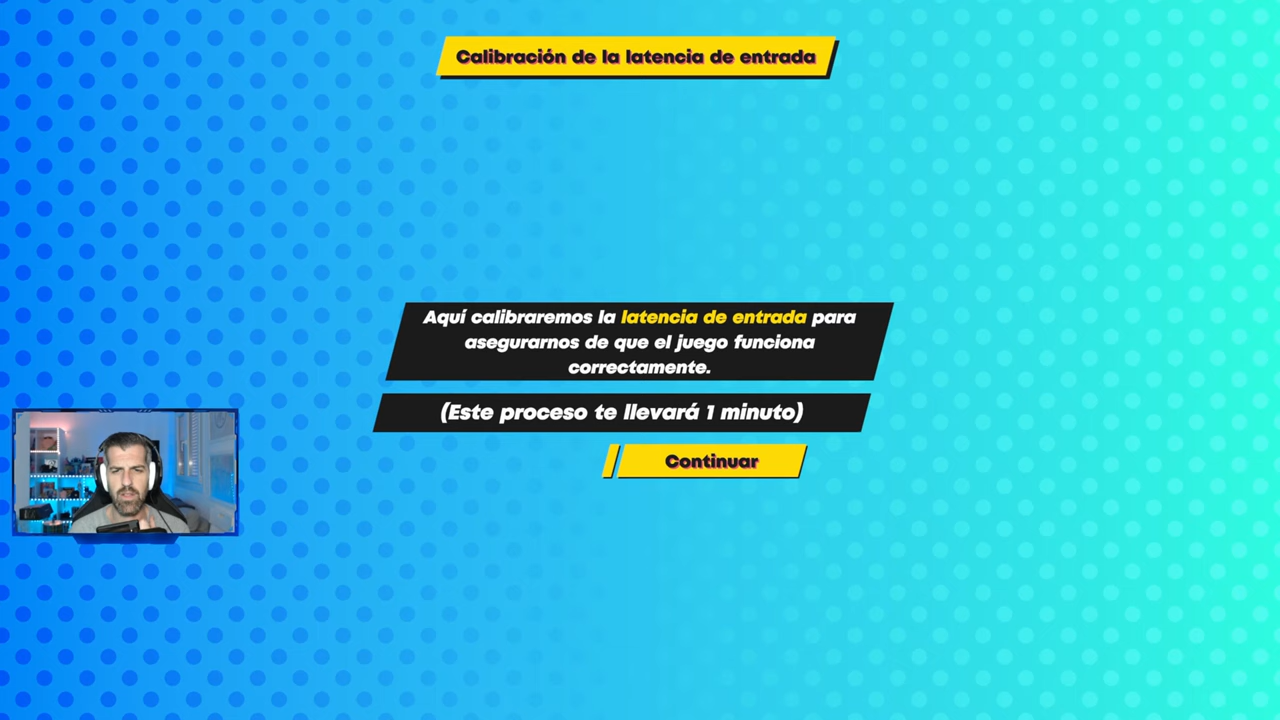 Calibración de la latencia de entrada
Aquí calibraremos la latencia de entrada para
asegurarnos de que el juego funciona
correctamente.
(Este proceso te llevará 1 minuto)
Continuar